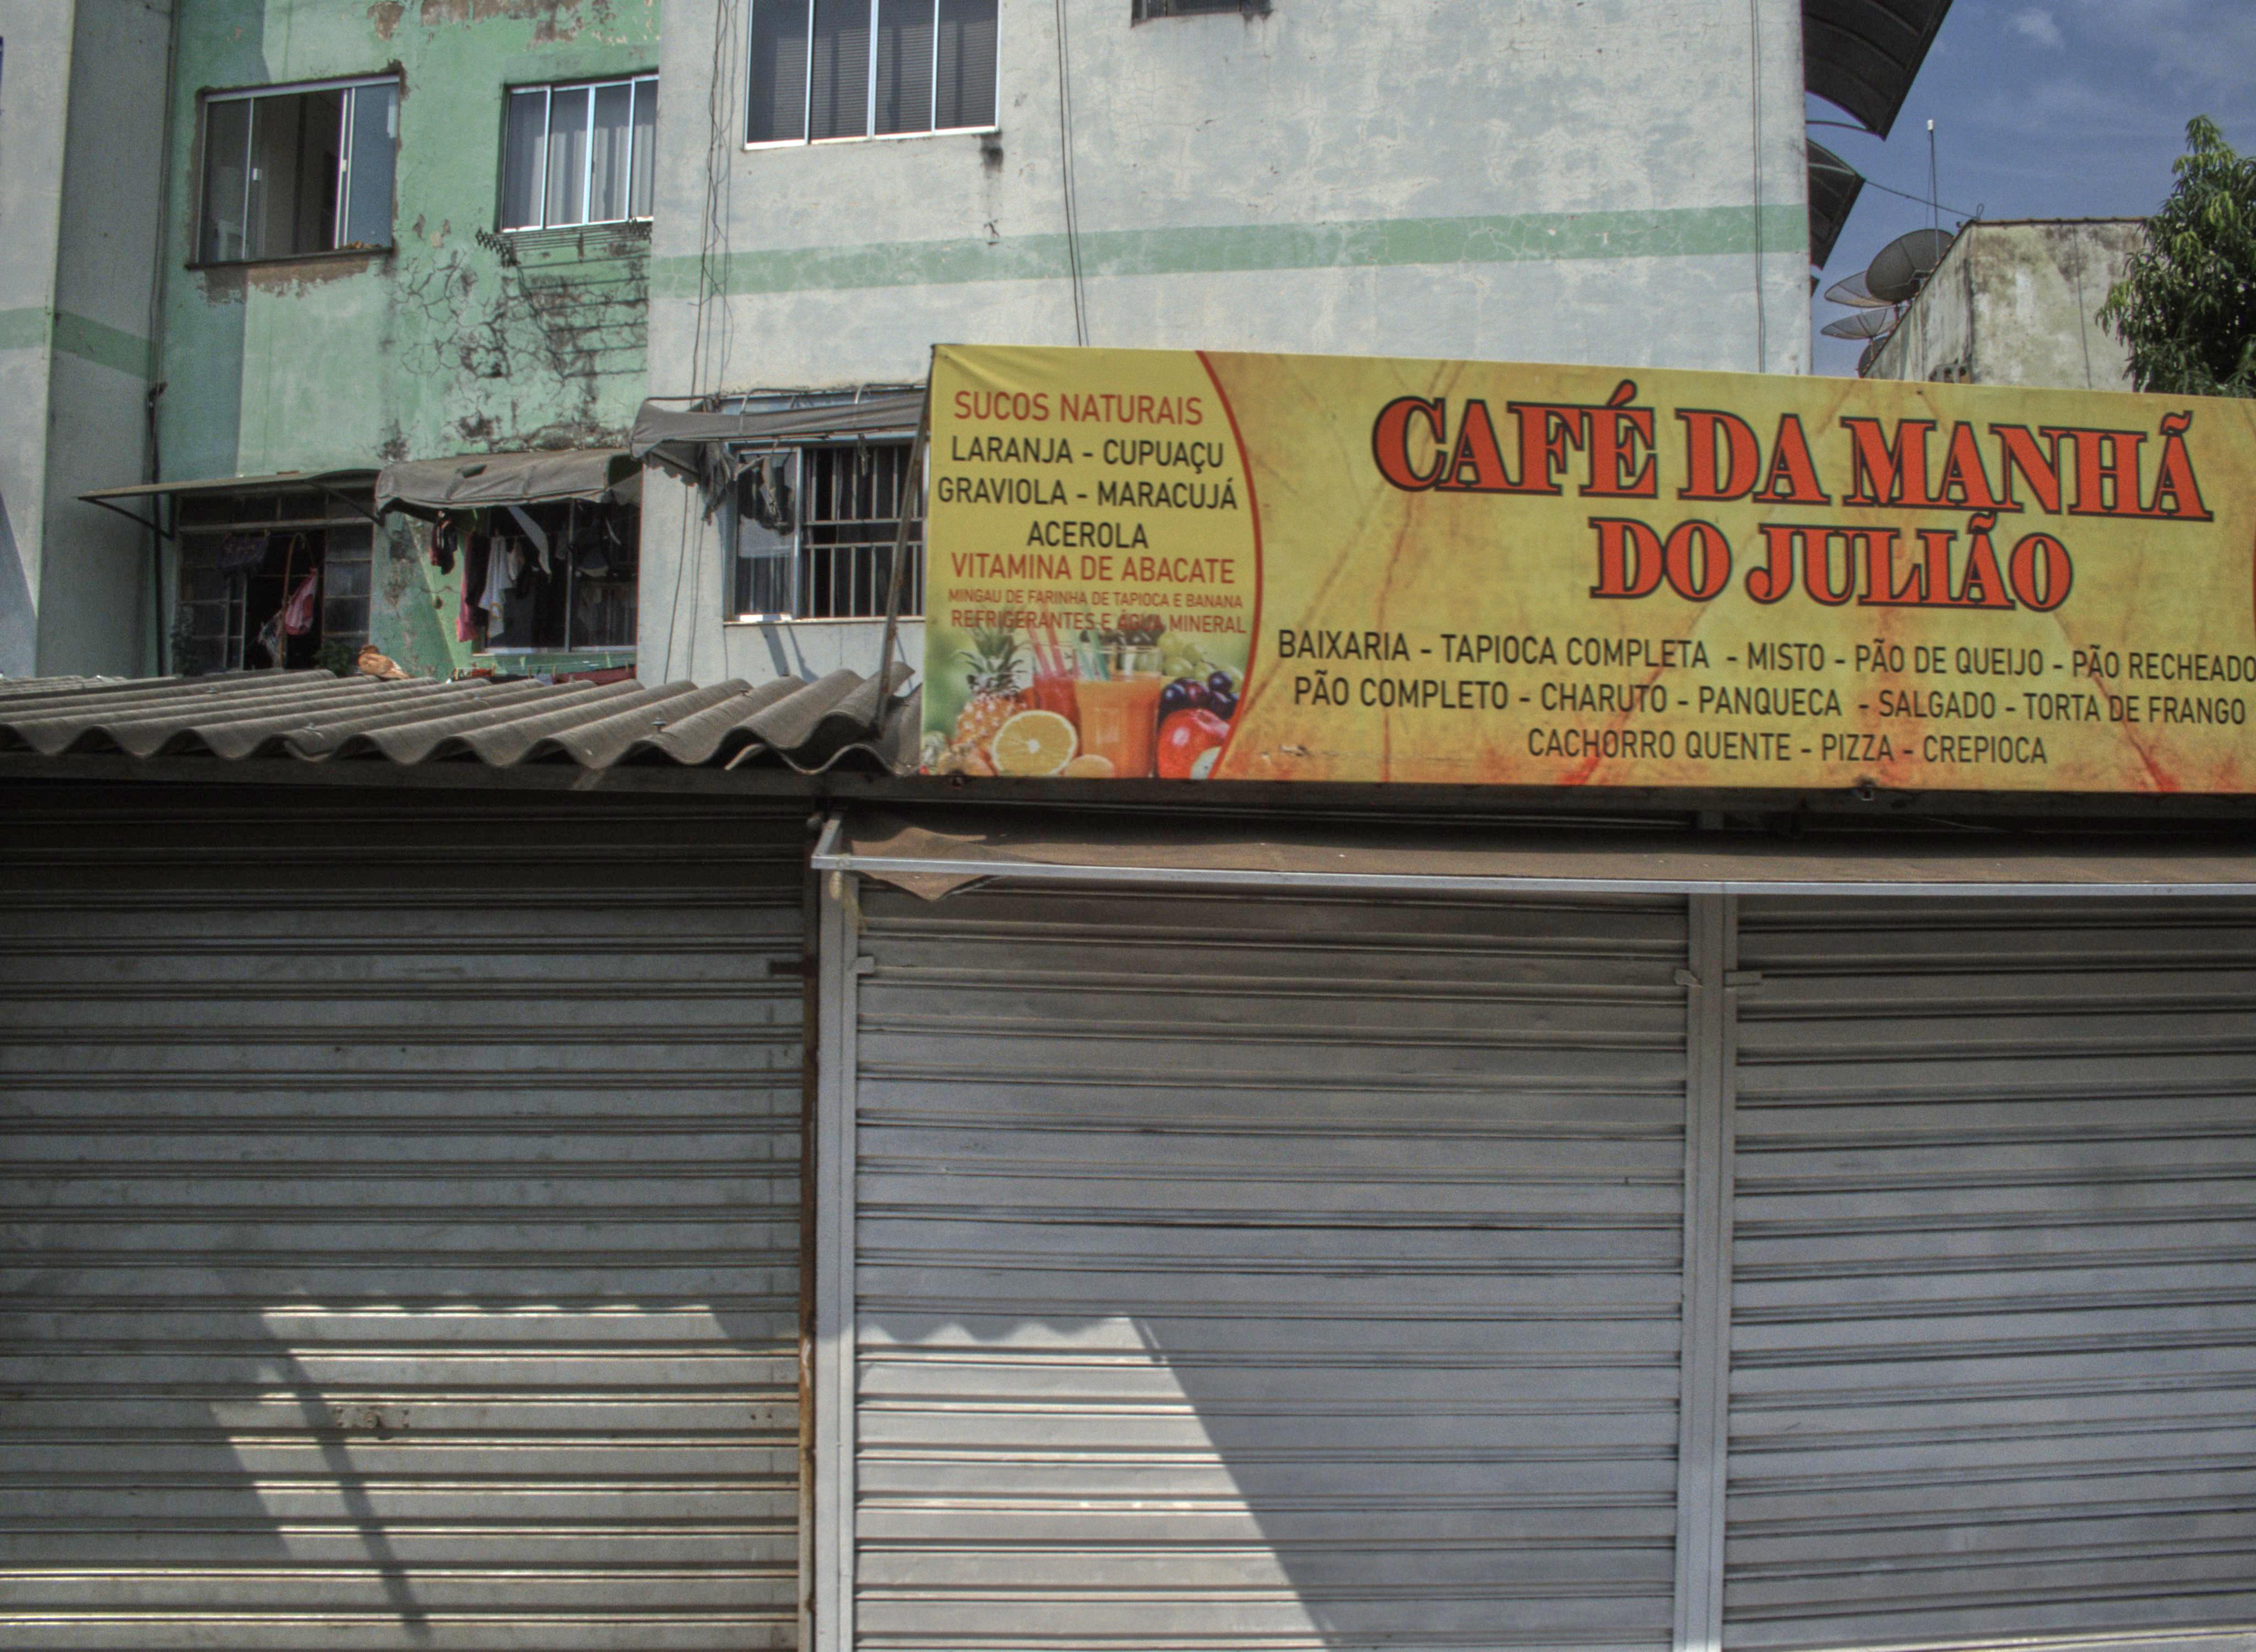 SUCOS NATURAIS
LARANJA - CUPUAÇU
GRAVIOLA - MARACUJÁ
ACEROLA
VITAMINA DE ABACATE
MINGAU DE FARINHA DE TAPIOCA E BANANA
REFRIGERANTES E ÁGUA MINERAL
CAFÉ DA MANHÃ
DO JULIÃO
BAIXARIA - TAPIOCA COMPLETA - MISTO - PÃO DE QUEIJO - PÃO RECHEADO
PÃO COMPLETO - CHARUTO - PANQUECA - SALGADO - TORTA DE FRANGO
CACHORRO QUENTE - PIZZA - CREPIOCA